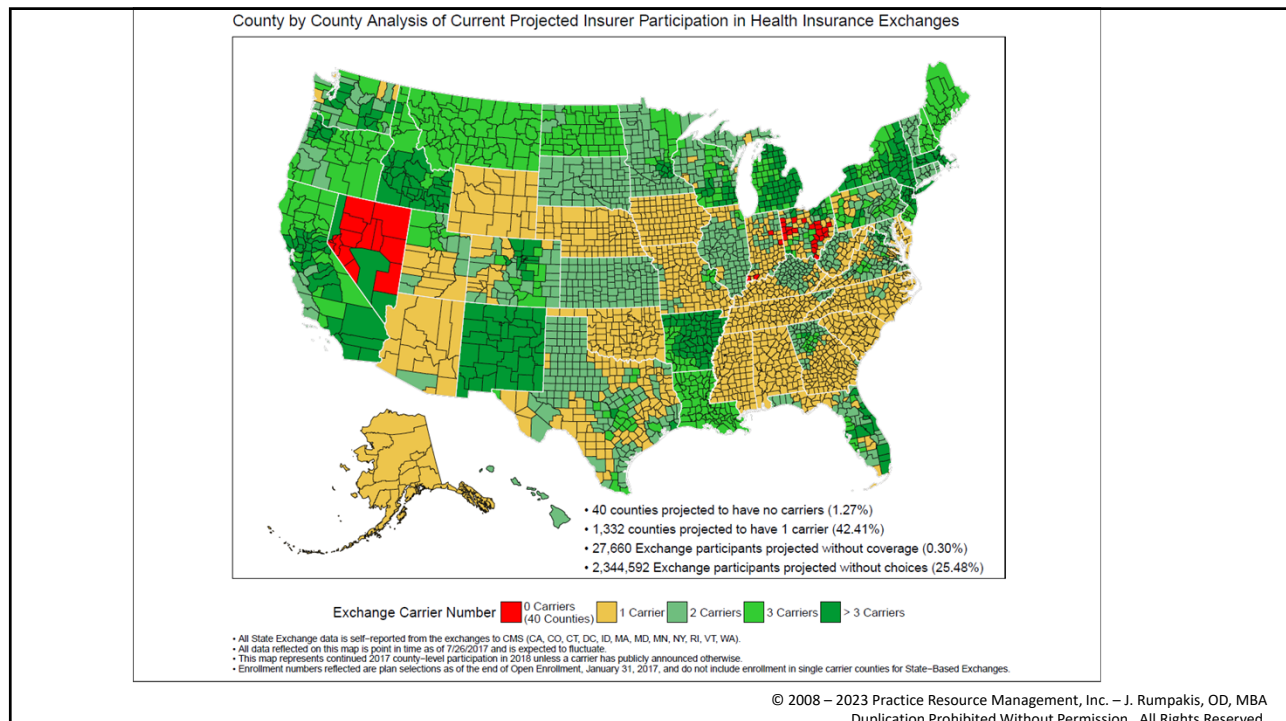 County by County Analysis of Current Projected Insurer Participation in Health Insurance Exchanges
• 40 counties projected to have no carriers (1.27%)
• 1,332 counties projected to have 1 carrier (42.41%)
• 27,660 Exchange participants projected without coverage (0.30%)
• 2,344,592 Exchange participants projected without choices (25.48%)
Exchange Carrier Number 0 Carriers (40 Counties) 1 Carrier 2 Carriers 3 Carriers > 3 Carriers
• All State Exchange data is self-reported from the exchanges to CMS (CA, CO, CT, DC, ID, MA, MD, MN, NY, RI, VT, WA).
• All data reflected on this map is point in time as of 7/26/2017 and is expected to fluctuate.
• This map represents continued 2017 county-level participation in 2018 unless a carrier has publicly announced otherwise.
• Enrollment numbers reflected are plan selections as of the end of Open Enrollment, January 31, 2017, and do not include enrollment in single carrier counties for State-Based Exchanges.
© 2008 – 2023 Practice Resource Management, Inc. – J. Rumpakis, OD, MBA
Duplication Prohibited Without Permission. All Rights Reserved.